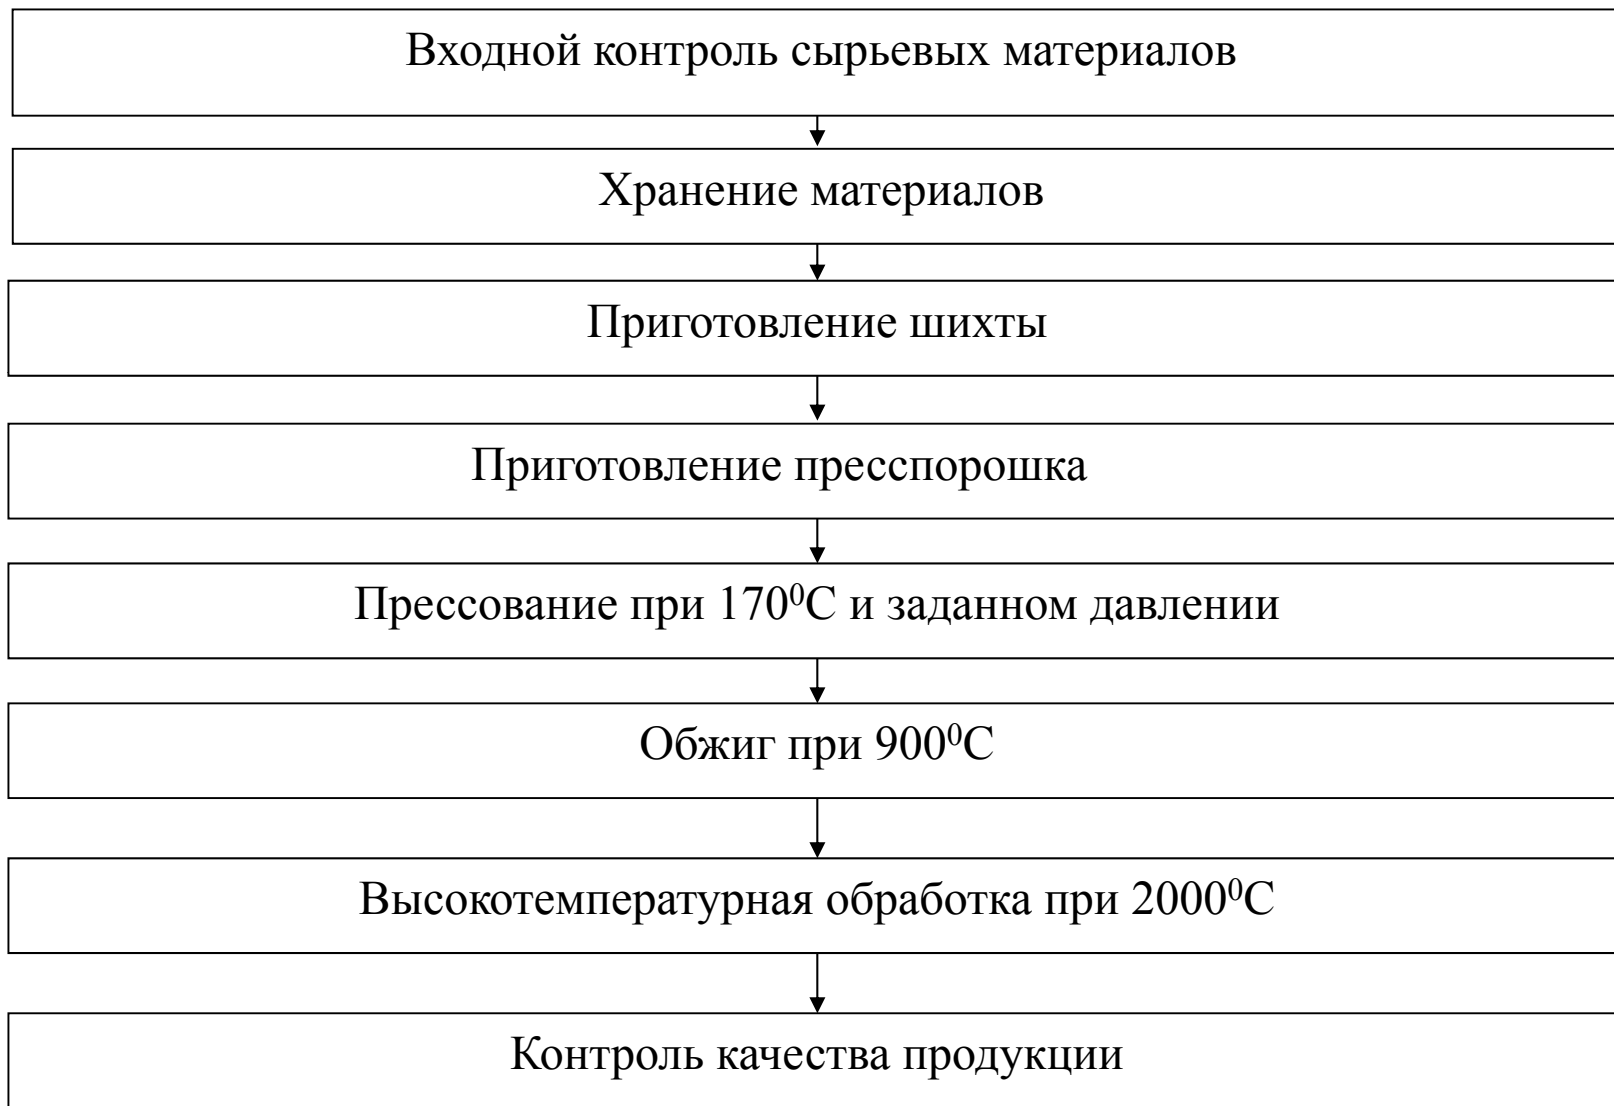 Входной контроль сырьевых материалов
Хранение материалов
Приготовление шихты
Приготовление пресспорошка
Прессование при 170⁰С и заданном давлении
Обжиг при 900⁰С
Высокотемпературная обработка при 2000⁰С
Контроль качества продукции